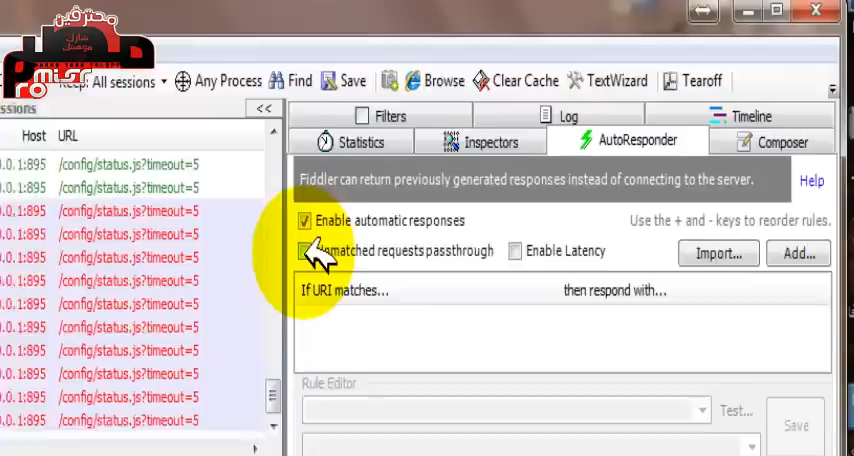 محترفين
شارك
موهبتك
misr
Pro
Keep: All sessions
Any Process
Find
Save
Browse
Clear Cache
TextWizard
Tearoff
ssions
<<
Filters
Log
Timeline
Host
URL
Statistics
Inspectors
AutoResponder
Composer
0.0.1:895 /config/status.js?timeout=5
0.0.1:895 /config/status.js?timeout=5
0.0.1:895 /config/status.js?timeout=5
0.0.1:895 /config/status.js?timeout=5
0.0.1:895 /config/status.js?timeout=5
0.0.1:895 /config/status.js?timeout=5
0.0.1:895 /config/status.js?timeout=5
0.0.1:895 /config/status.js?timeout=5
0.0.1:895 /config/status.js?timeout=5
0.0.1:895 /config/status.js?timeout=5
0.0.1:895 /config/status.js?timeout=5
0.0.1:895 /config/status.js?timeout=5
Fiddler can return previously generated responses instead of connecting to the server.
Help
Enable automatic responses
Use the + and - keys to reorder rules.
nmatched requests passthrough
Enable Latency
Import...
Add...
If URI matches...
then respond with...
Rule Editor
Test...
Save